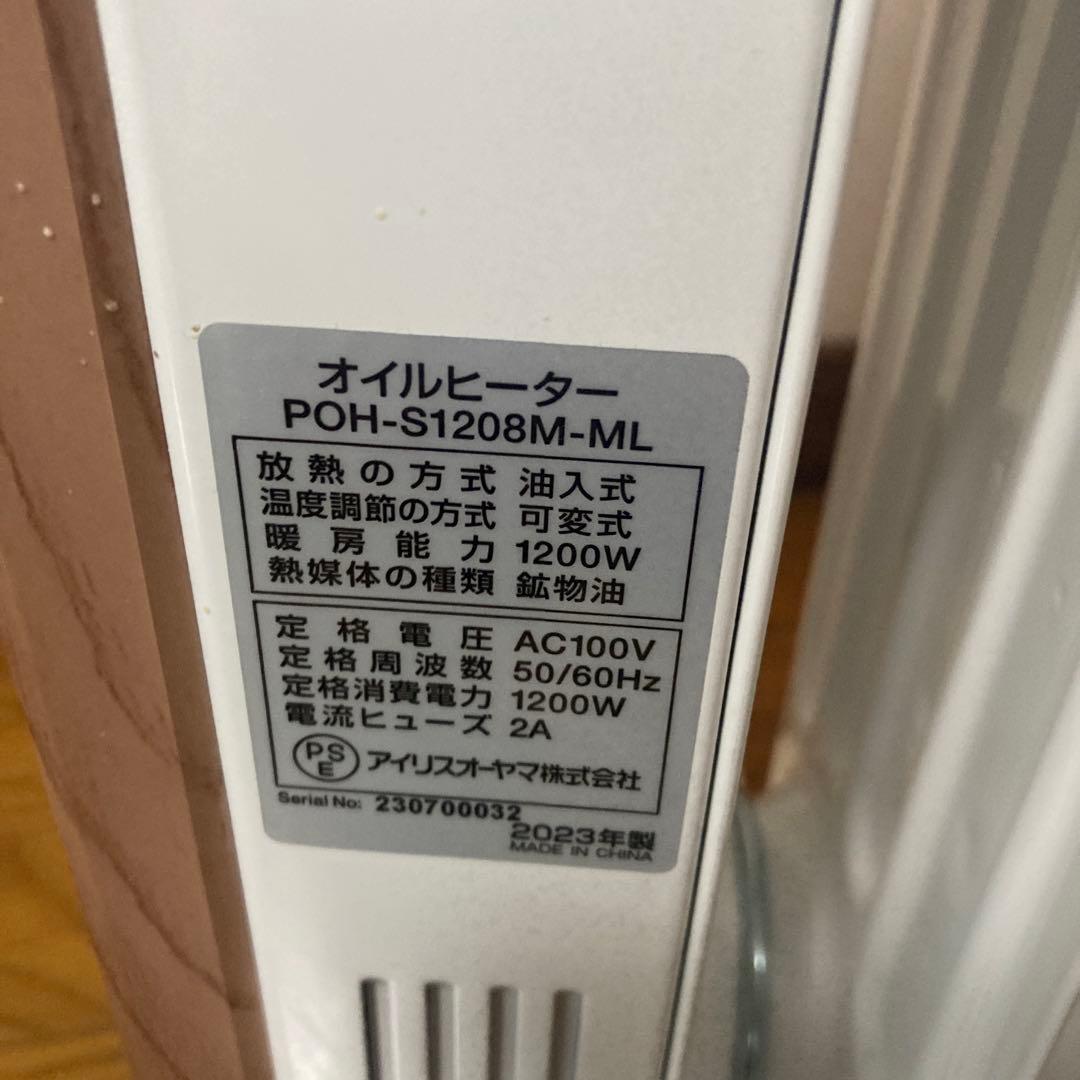 オイルヒーター
POH-S1208M-ML
放熱の方式 油入式
温度調節の方式 可変式
暖房能力 1200W
熱媒体の種類 鉱物油
定格電圧 AC100V
定格周波数 50/60Hz
定格消費電力 1200W
電流ヒューズ 2A
PSE アイリスオーヤマ株式会社
Serial No: 230700032
2023年製
MADE IN CHINA